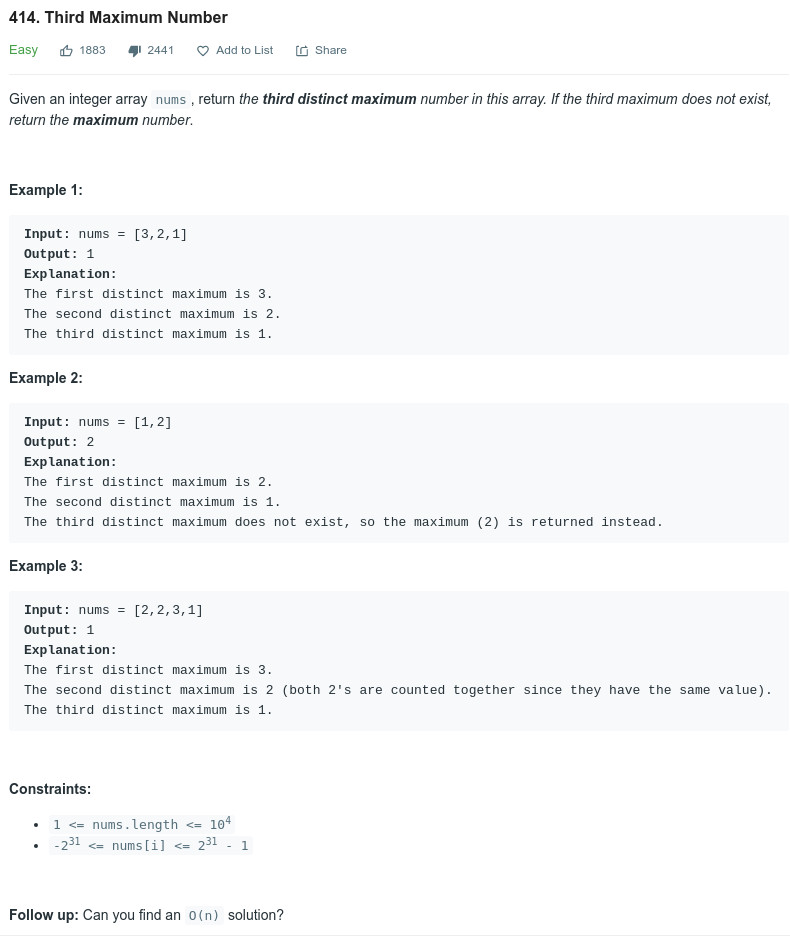 414. Third Maximum Number
Easy 1883 2441 Add to List Share
Given an integer array nums , return the third distinct maximum number in this array. If the third maximum does not exist,
return the maximum number.
Example 1:
Input: nums = [3,2,1]
Output: 1
Explanation:
The first distinct maximum is 3.
The second distinct maximum is 2.
The third distinct maximum is 1.
Example 2:
Input: nums = [1,2]
Output: 2
Explanation:
The first distinct maximum is 2.
The second distinct maximum is 1.
The third distinct maximum does not exist, so the maximum (2) is returned instead.
Example 3:
Input: nums = [2,2,3,1]
Output: 1
Explanation:
The first distinct maximum is 3.
The second distinct maximum is 2 (both 2's are counted together since they have the same value).
The third distinct maximum is 1.
Constraints:
• 1 <= nums.length <= 10⁴
• -2³¹ <= nums[i] <= 2³¹ - 1
Follow up: Can you find an O(n) solution?